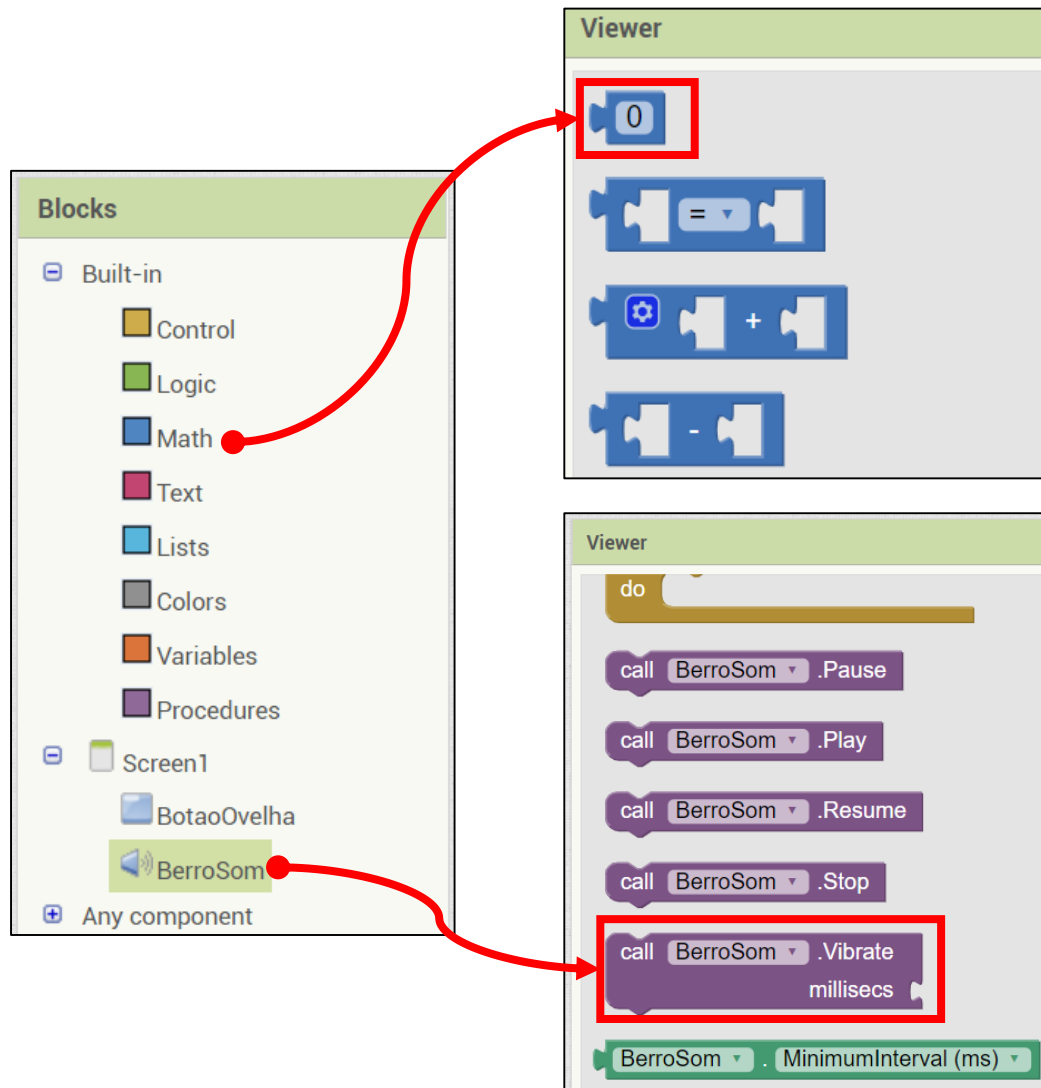 Blocks
Built-in
Control
Logic
Math
Text
Lists
Colors
Variables
Procedures
Screen1
BotaoOvelha
BerroSom
Any component
Viewer
0
=
+
-
Viewer
do
call BerroSom .Pause
call BerroSom .Play
call BerroSom .Resume
call BerroSom .Stop
call BerroSom .Vibrate
millisecs
BerroSom . MinimumInterval (ms)